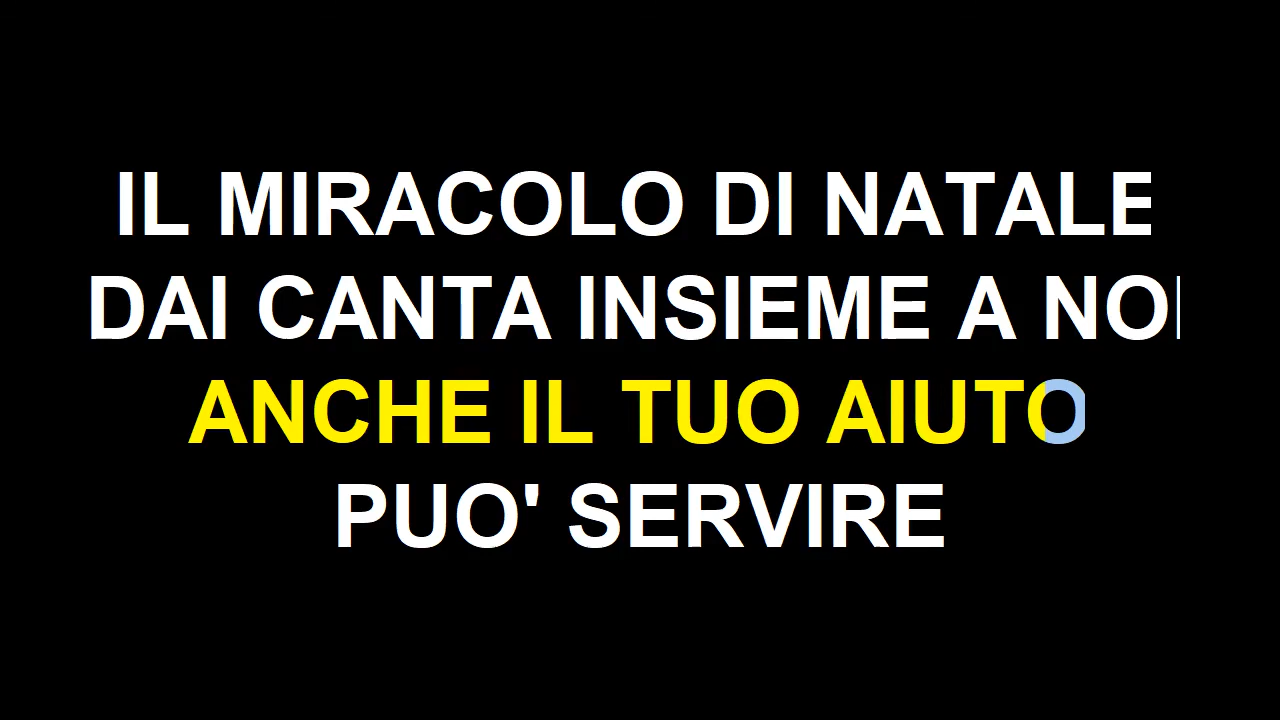 IL MIRACOLO DI NATALE
DAI CANTA INSIEME A NOI
ANCHE IL TUO AIUTO
PUO' SERVIRE